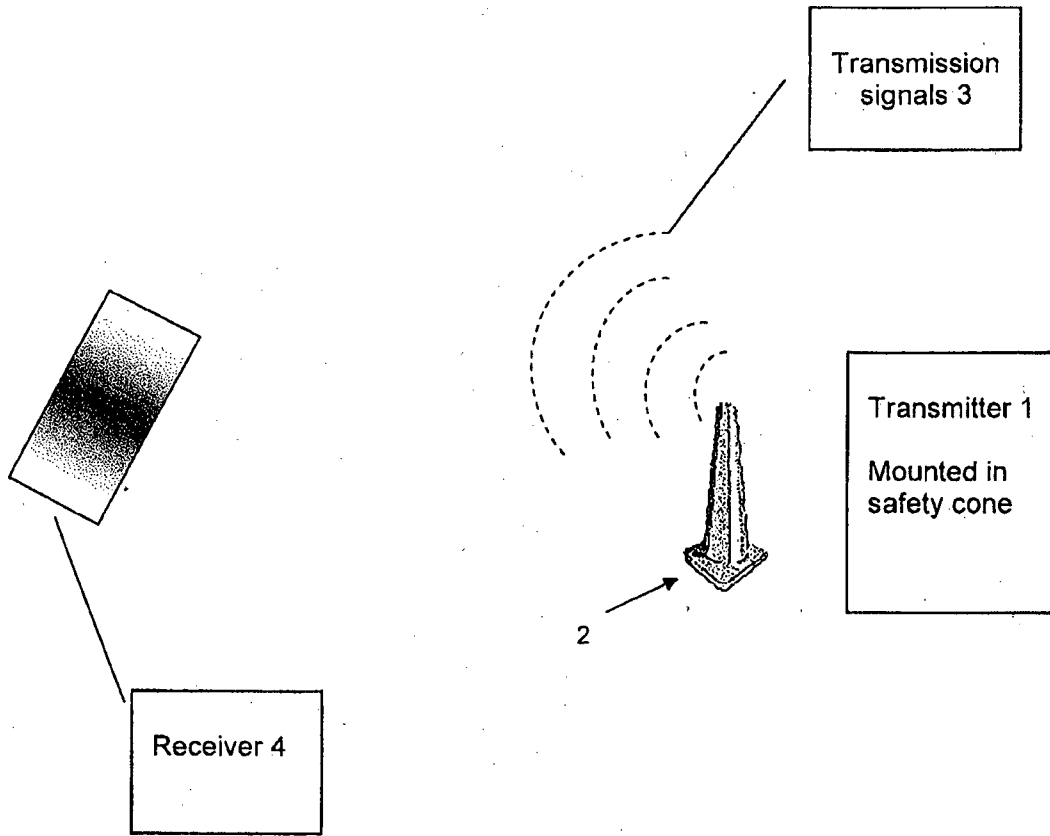 Transmission
signals 3
Transmitter 1
Mounted in
safety cone
2
Receiver 4